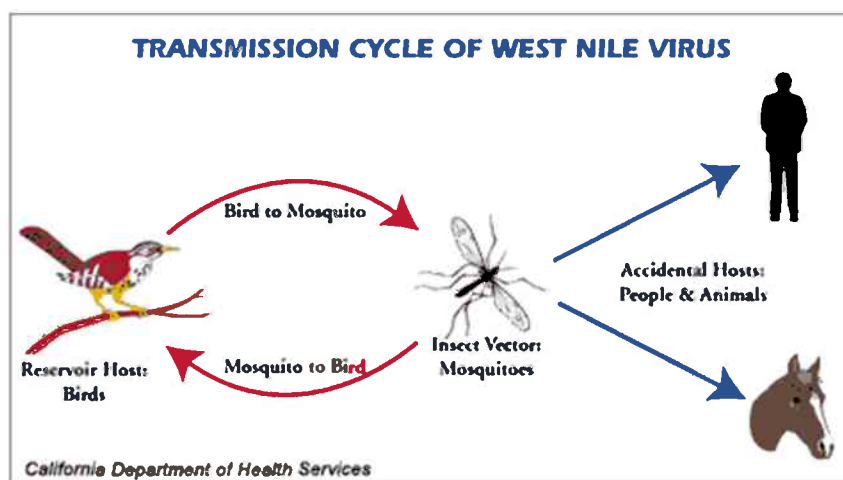 TRANSMISSION CYCLE OF WEST NILE VIRUS
Bird to Mosquito
Accidental Hosts:
People & Animals
Insect Vector:
Mosquitoes
Mosquito to Bird
Reservoir Host:
Birds
California Department of Health Services